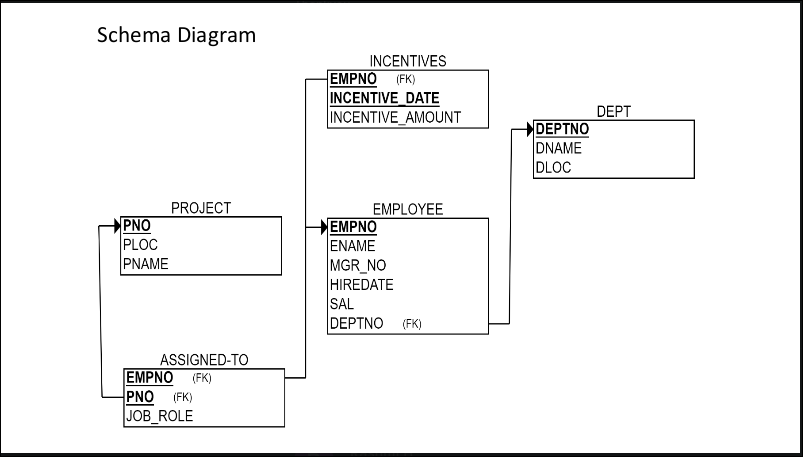 Schema Diagram
INCENTIVES
EMPNO (FK)
INCENTIVE_DATE
INCENTIVE_AMOUNT
DEPT
DEPTNO
DNAME
DLOC
PROJECT
PNO
PLOC
PNAME
EMPLOYEE
EMPNO
ENAME
MGR_NO
HIREDATE
SAL
DEPTNO (FK)
ASSIGNED-TO
EMPNO (FK)
PNO (FK)
JOB_ROLE